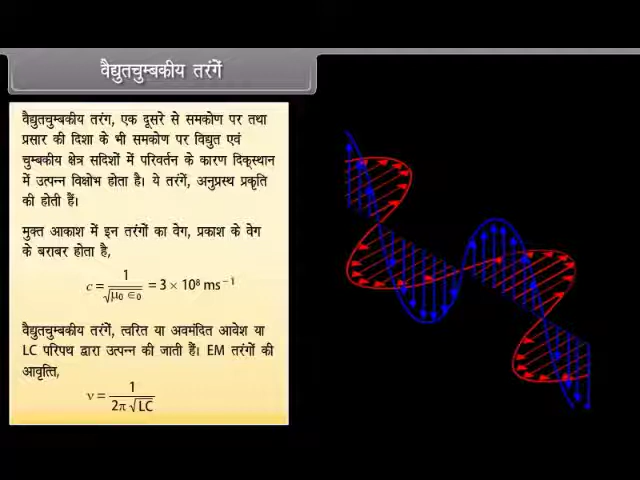 वैद्युतचुम्बकीय तरंगें
वैद्युतचुम्बकीय तरंग, एक दूसरे से समकोण पर तथा
प्रसार की दिशा के भी समकोण पर विद्युत एवं
चुम्बकीय क्षेत्र सदिशों में परिवर्तन के कारण दिक्‌स्थान
में उत्पन्न विक्षोभ होता है। ये तरंगें, अनुप्रस्थ प्रकृति
की होती हैं।
मुक्त आकाश में इन तरंगों का वेग, प्रकाश के वेग
के बराबर होता है,
c = 1/√μ₀ ∈₀ = 3 × 10⁸ ms⁻¹
वैद्युतचुम्बकीय तरंगें, त्वरित या अवमंदित आवेश या
LC परिपथ द्वारा उत्पन्न की जाती हैं। EM तरंगों की
आवृत्ति,
ν = 1/2π√LC